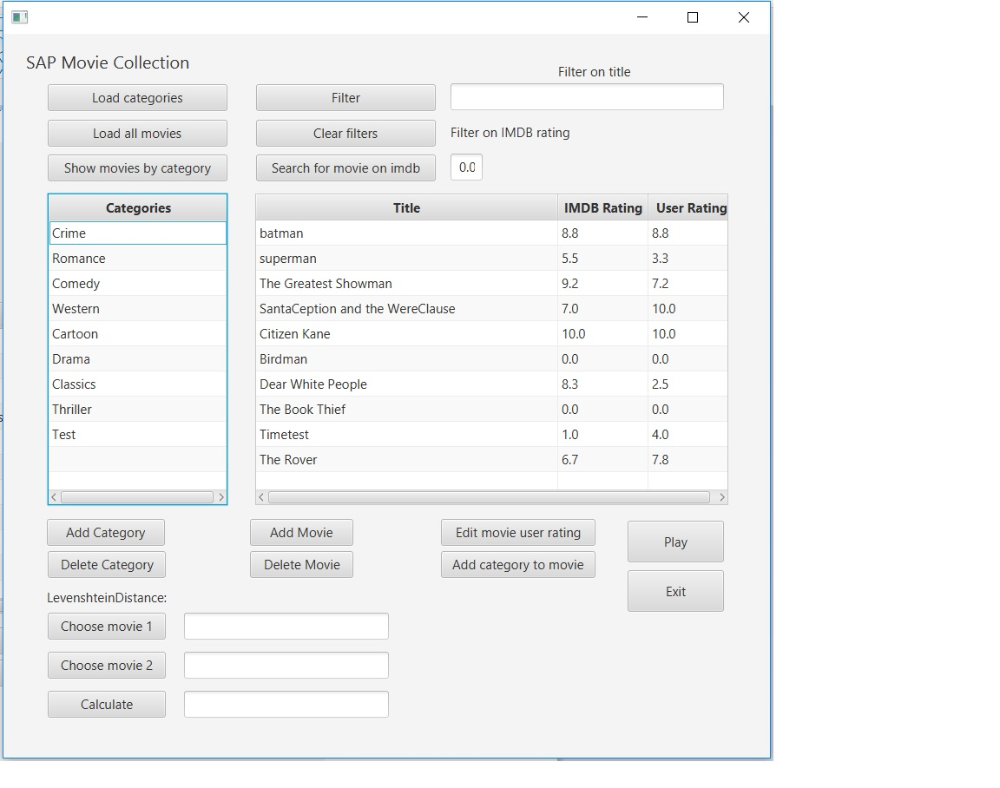 SAP Movie Collection
Filter on title
Load categories
Filter
Load all movies
Clear filters
Filter on IMDB rating
Show movies by category
Search for movie on imdb
0.0
Categories
Crime
Romance
Comedy
Western
Cartoon
Drama
Classics
Thriller
Test
Title IMDB Rating User Rating
batman 8.8 8.8
superman 5.5 3.3
The Greatest Showman 9.2 7.2
SantaCeption and the WereClause 7.0 10.0
Citizen Kane 10.0 10.0
Birdman 0.0 0.0
Dear White People 8.3 2.5
The Book Thief 0.0 0.0
Timetest 1.0 4.0
The Rover 6.7 7.8
Add Category
Add Movie
Edit movie user rating
Play
Delete Category
Delete Movie
Add category to movie
Exit
LevenshteinDistance:
Choose movie 1
Choose movie 2
Calculate